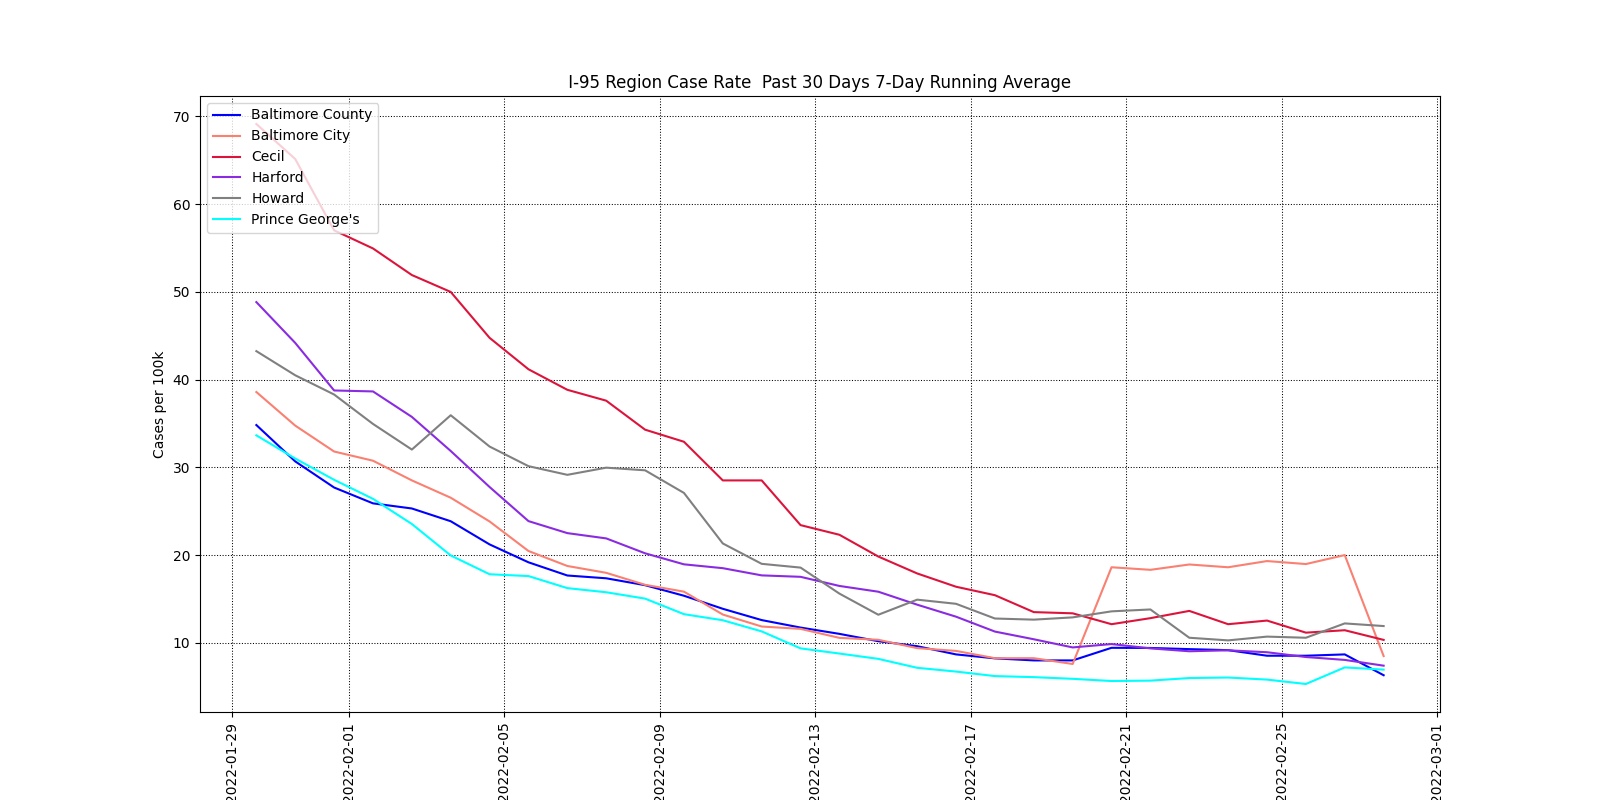 I-95 Region Case Rate  Past 30 Days 7-Day Running Average
Baltimore County
Baltimore City
Cecil
Harford
Howard
Prince George's
Cases per 100k
70
60
50
40
30
20
10
2022-01-29
2022-02-01
2022-02-05
2022-02-09
2022-02-13
2022-02-17
2022-02-21
2022-02-25
2022-03-01